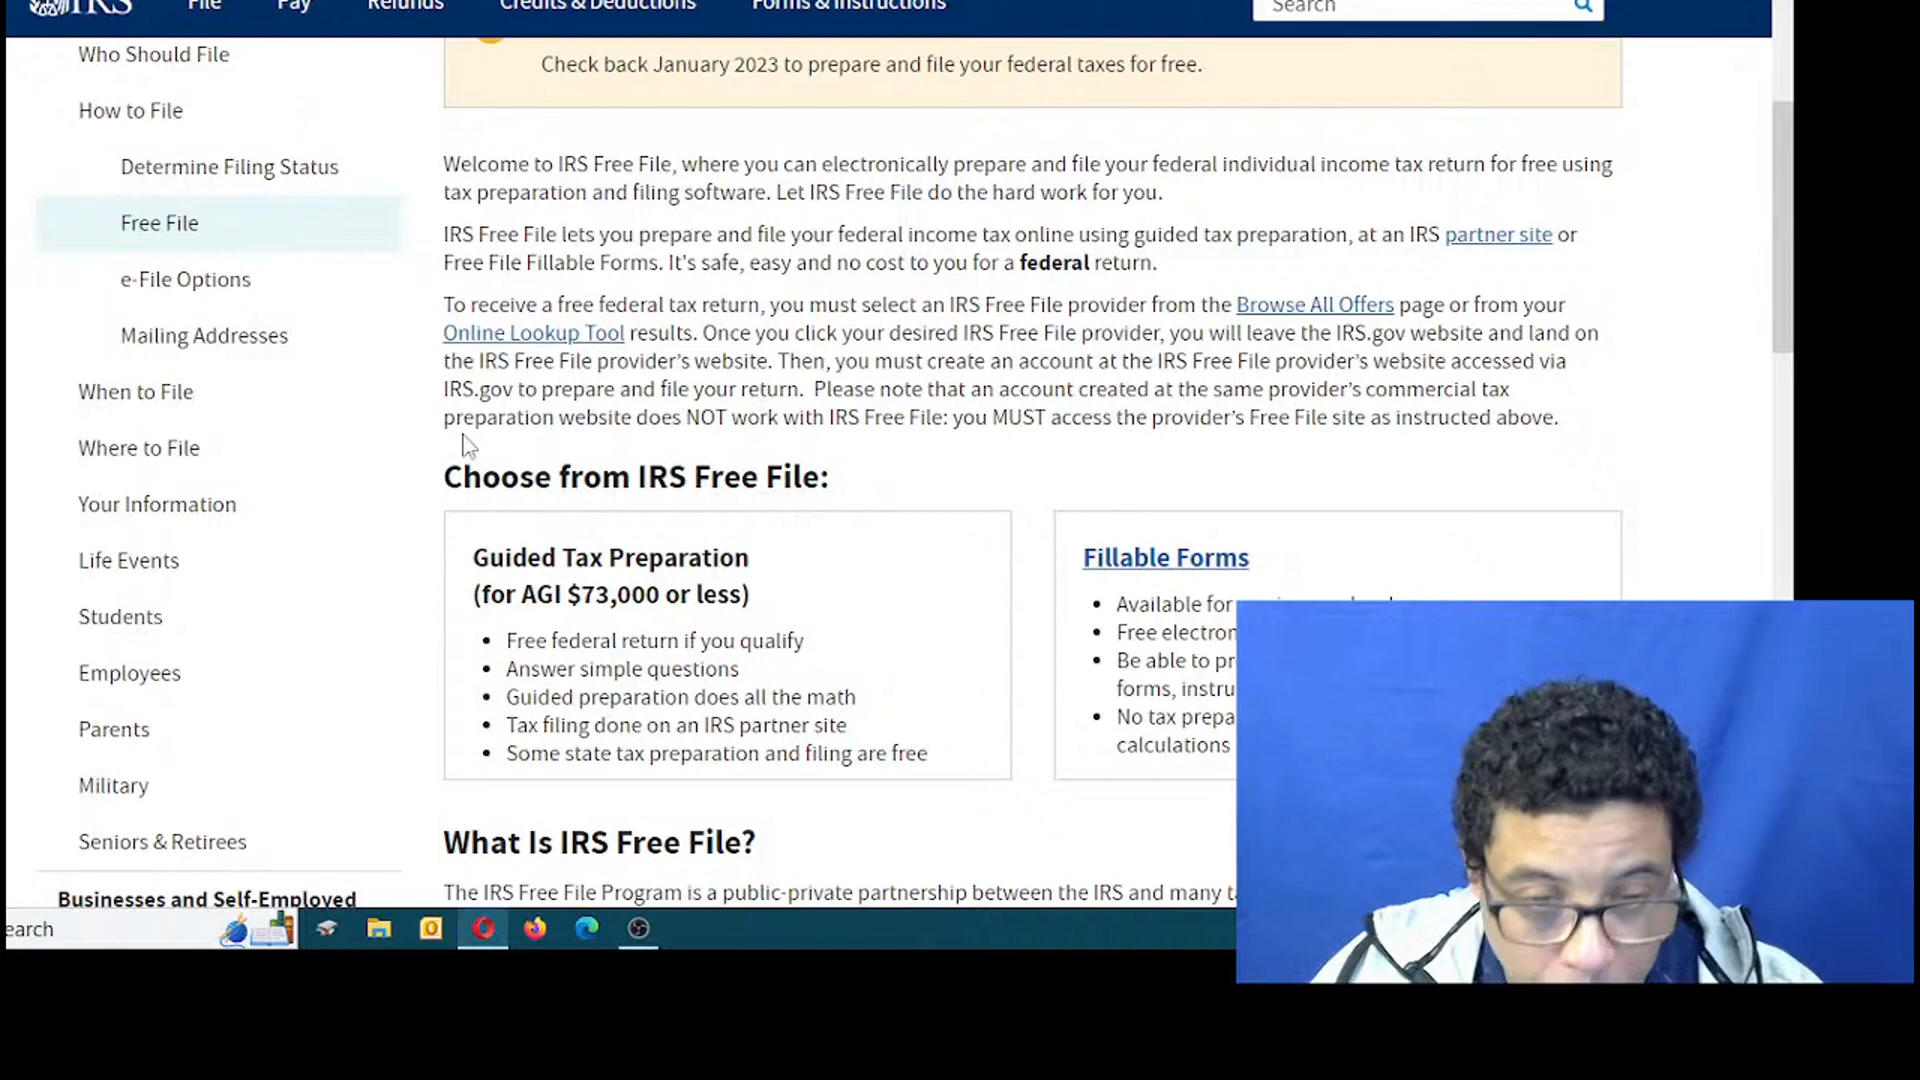 IRS File Pay Refunds Credits & Deductions Forms & Instructions Search
Who Should File
How to File
Determine Filing Status
Free File
e-File Options
Mailing Addresses
When to File
Where to File
Your Information
Life Events
Students
Employees
Parents
Military
Seniors & Retirees
Businesses and Self-Employed
Check back January 2023 to prepare and file your federal taxes for free.
Welcome to IRS Free File, where you can electronically prepare and file your federal individual income tax return for free using
tax preparation and filing software. Let IRS Free File do the hard work for you.
IRS Free File lets you prepare and file your federal income tax online using guided tax preparation, at an IRS partner site or
Free File Fillable Forms. It's safe, easy and no cost to you for a federal return.
To receive a free federal tax return, you must select an IRS Free File provider from the Browse All Offers page or from your
Online Lookup Tool results. Once you click your desired IRS Free File provider, you will leave the IRS.gov website and land on
the IRS Free File provider’s website. Then, you must create an account at the IRS Free File provider’s website accessed via
IRS.gov to prepare and file your return. Please note that an account created at the same provider’s commercial tax
preparation website does NOT work with IRS Free File: you MUST access the provider’s Free File site as instructed above.
Choose from IRS Free File:
Guided Tax Preparation
(for AGI $73,000 or less)
• Free federal return if you qualify
• Answer simple questions
• Guided preparation does all the math
• Tax filing done on an IRS partner site
• Some state tax preparation and filing are free
Fillable Forms
• Available for
• Free
• Be able to
forms,
• No tax
calculations
What Is IRS Free File?
The IRS Free File Program is a public-private partnership between the IRS and many